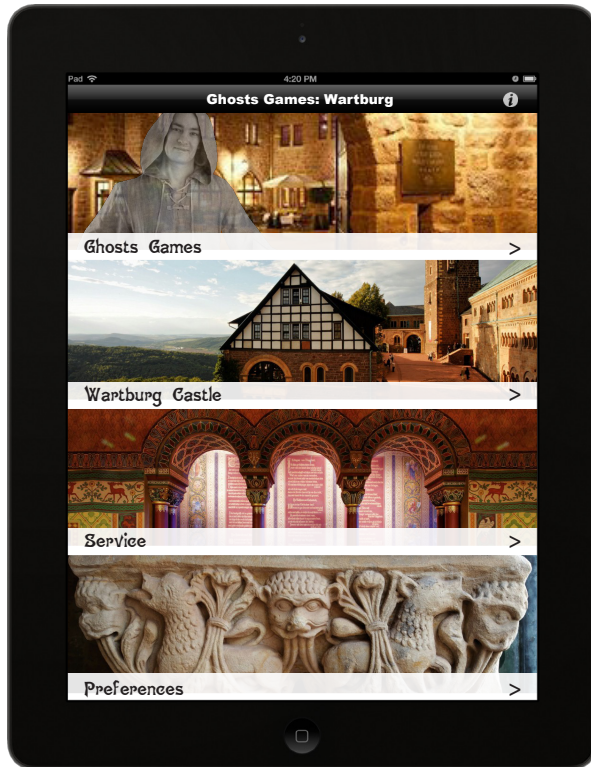 Pad 4:20 PM
Ghosts Games: Wartburg
Ghosts Games >
Wartburg Castle >
Service >
Preferences >